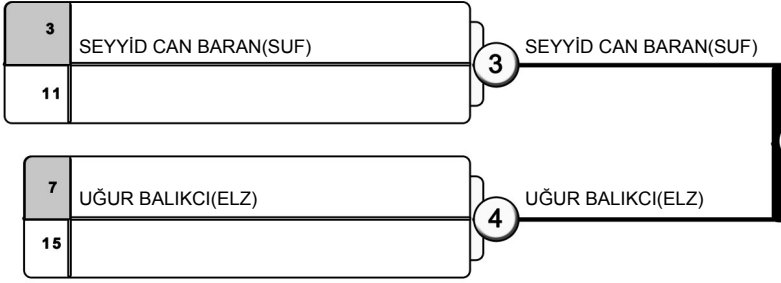 3
SEYYİD CAN BARAN(SUF)
3
SEYYİD CAN BARAN(SUF)
11
7
UĞUR BALIKCI(ELZ)
4
UĞUR BALIKCI(ELZ)
15